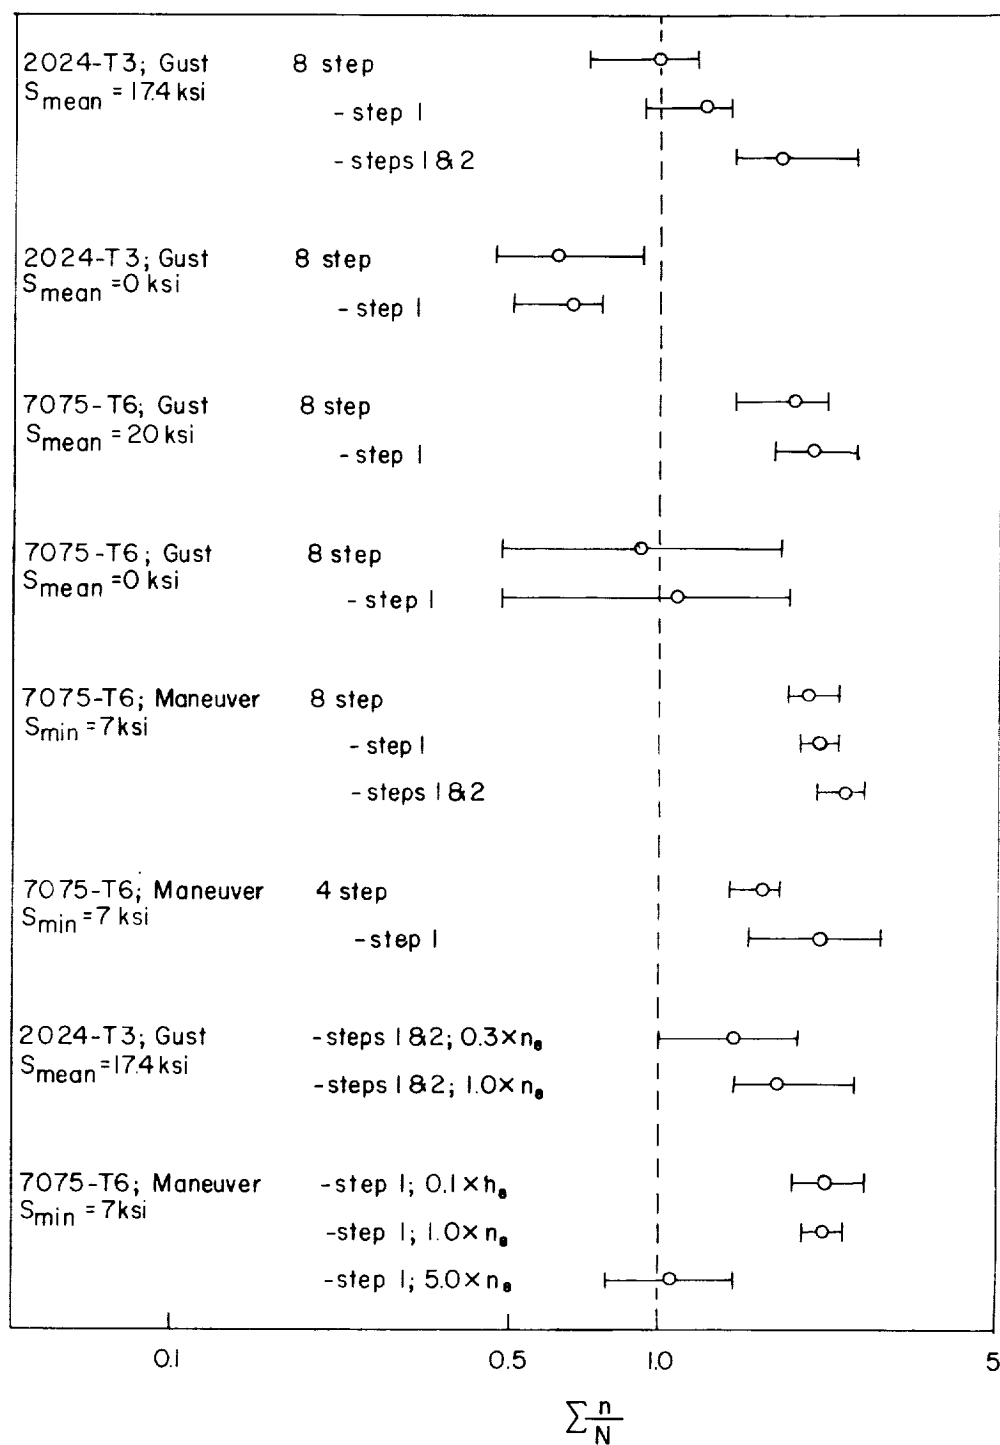 2024-T3; Gust 8 step
Smean = 17.4 ksi
- step 1
- steps 1 & 2
2024-T3; Gust 8 step
Smean = 0 ksi
- step 1
7075-T6; Gust 8 step
Smean = 20 ksi
- step 1
7075-T6; Gust 8 step
Smean = 0 ksi
- step 1
7075-T6; Maneuver 8 step
Smin = 7 ksi
- step 1
- steps 1 & 2
7075-T6; Maneuver 4 step
Smin = 7 ksi
- step 1
2024-T3; Gust -steps 1 & 2; 0.3 × n8
Smean = 17.4 ksi
-steps 1 & 2; 1.0 × n8
7075-T6; Maneuver -step 1; 0.1 × h8
Smin = 7 ksi
-step 1; 1.0 × n8
-step 1; 5.0 × n8
0.1 0.5 1.0 5
Σ n/N